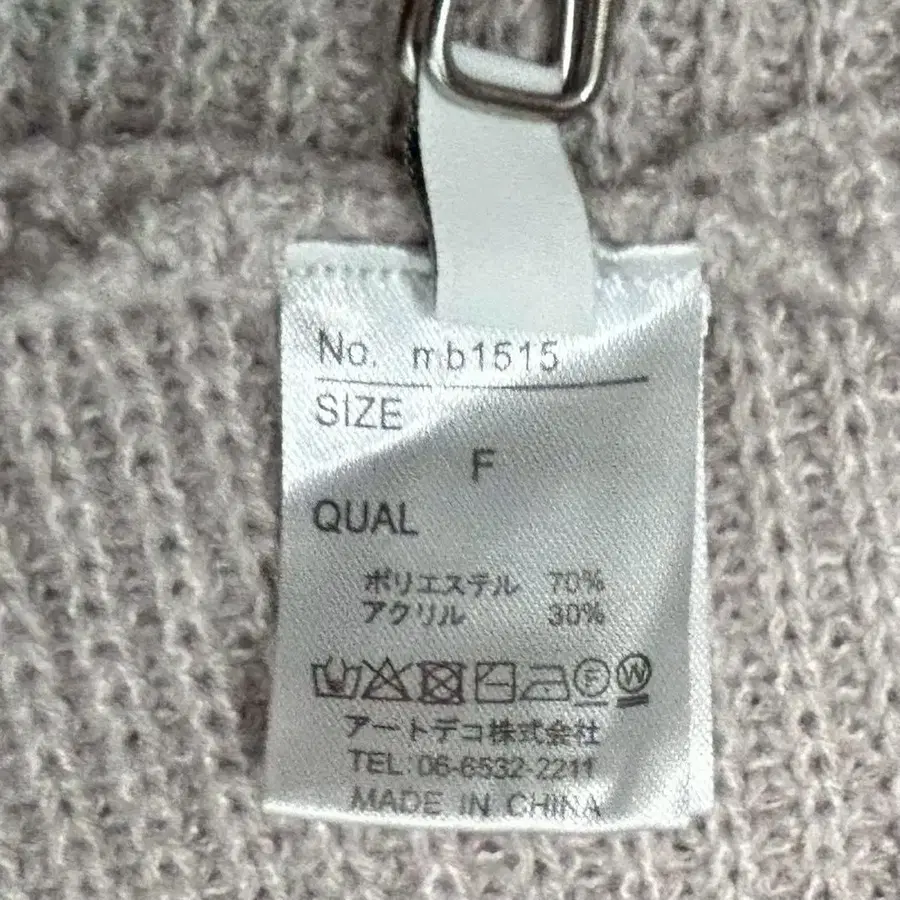 No. mb1515
SIZE
F
QUAL
ポリエステル 70%
アクリル 30%
F W
アートデコ株式会社
TEL:06-6532-2211
MADE IN CHINA